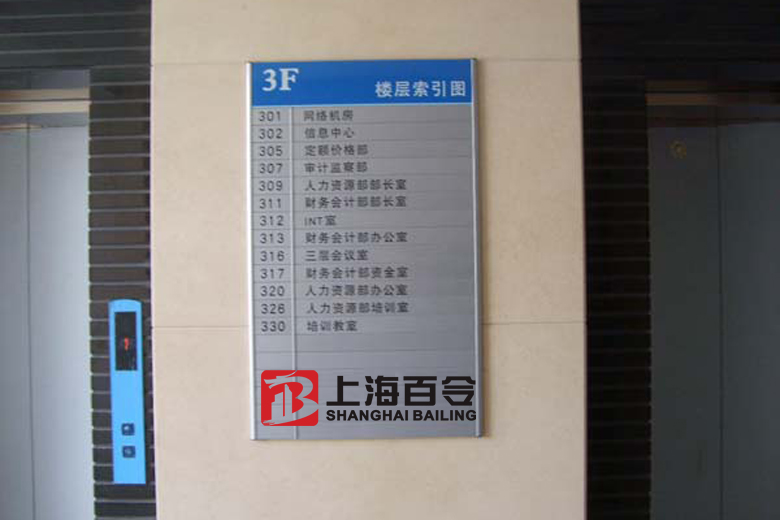 3F
楼层索引图
301 网络机房
302 信息中心
305 定额价格部
307 审计监察部
309 人力资源部部长室
311 财务会计部部长室
312 INT室
313 财务会计部办公室
316 三层会议室
317 财务会计部资金室
320 人力资源部办公室
326 人力资源部培训室
330 培训教室
上海百令
SHANGHAI BAILING